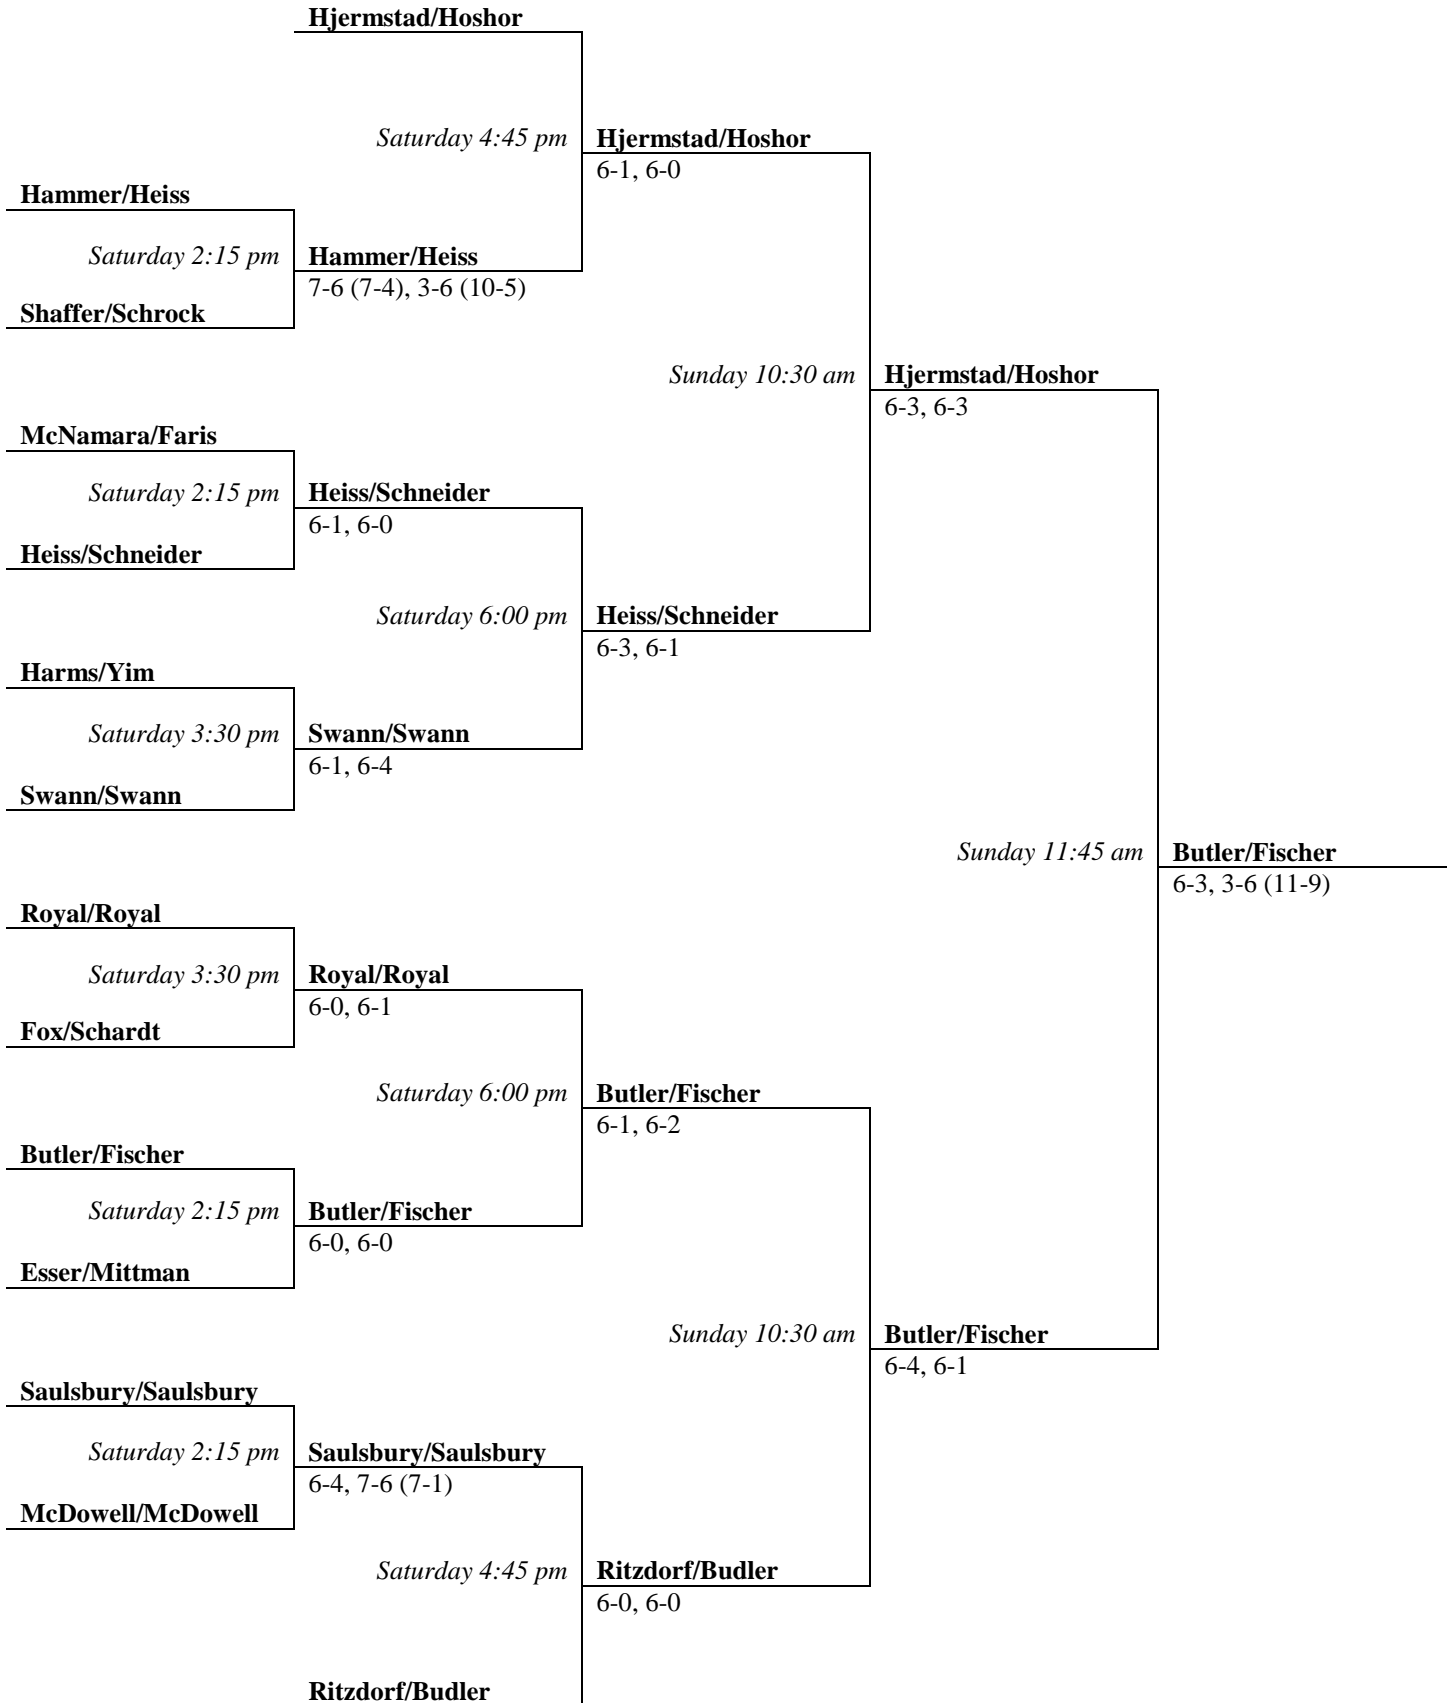 Hjermstad/Hoshor
Saturday 4:45 pm
Hjermstad/Hoshor
6-1, 6-0
Hammer/Heiss
Saturday 2:15 pm
Hammer/Heiss
7-6 (7-4), 3-6 (10-5)
Shaffer/Schrock
Sunday 10:30 am
Hjermstad/Hoshor
6-3, 6-3
McNamara/Faris
Saturday 2:15 pm
Heiss/Schneider
6-1, 6-0
Heiss/Schneider
Saturday 6:00 pm
Heiss/Schneider
6-3, 6-1
Harms/Yim
Saturday 3:30 pm
Swann/Swann
6-1, 6-4
Swann/Swann
Sunday 11:45 am
Butler/Fischer
6-3, 3-6 (11-9)
Royal/Royal
Saturday 3:30 pm
Royal/Royal
6-0, 6-1
Fox/Schardt
Saturday 6:00 pm
Butler/Fischer
6-1, 6-2
Butler/Fischer
Saturday 2:15 pm
Butler/Fischer
6-0, 6-0
Esser/Mittman
Sunday 10:30 am
Butler/Fischer
6-4, 6-1
Saulsbury/Saulsbury
Saturday 2:15 pm
Saulsbury/Saulsbury
6-4, 7-6 (7-1)
McDowell/McDowell
Saturday 4:45 pm
Ritzdorf/Budler
6-0, 6-0
Ritzdorf/Budler